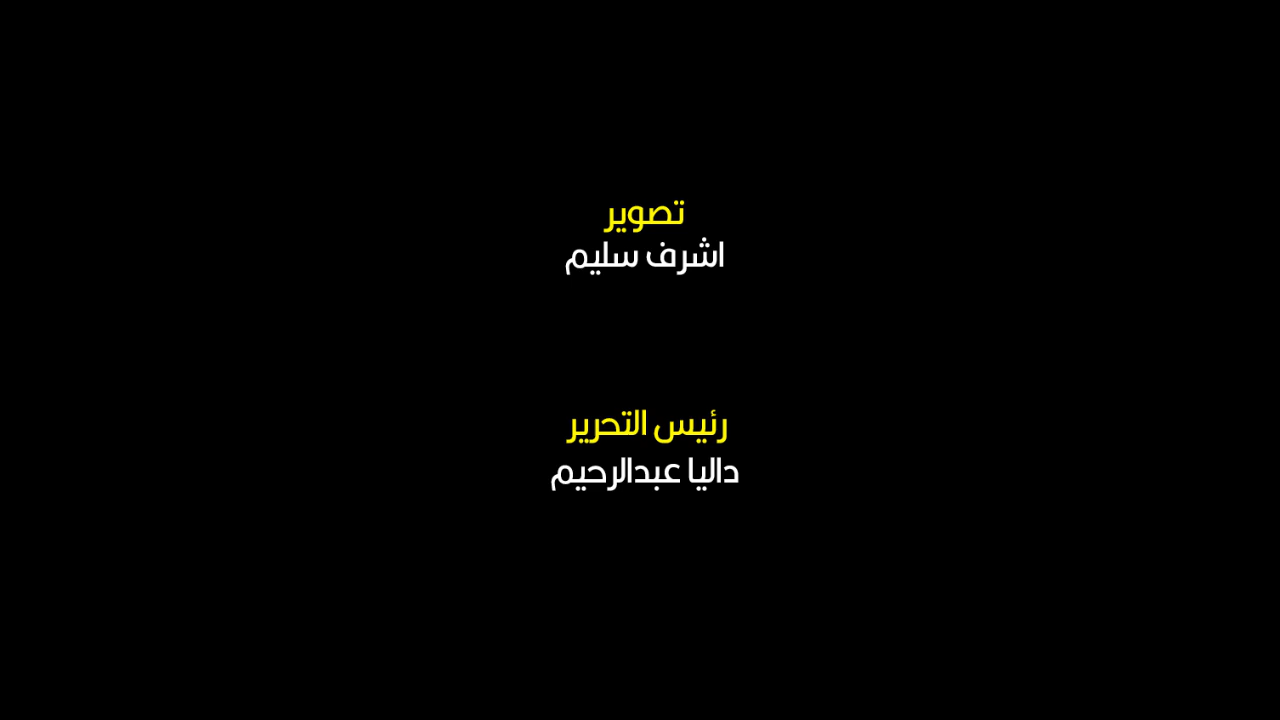 تصوير
اشرف سليم
رئيس التحرير
داليا عبدالرحيم